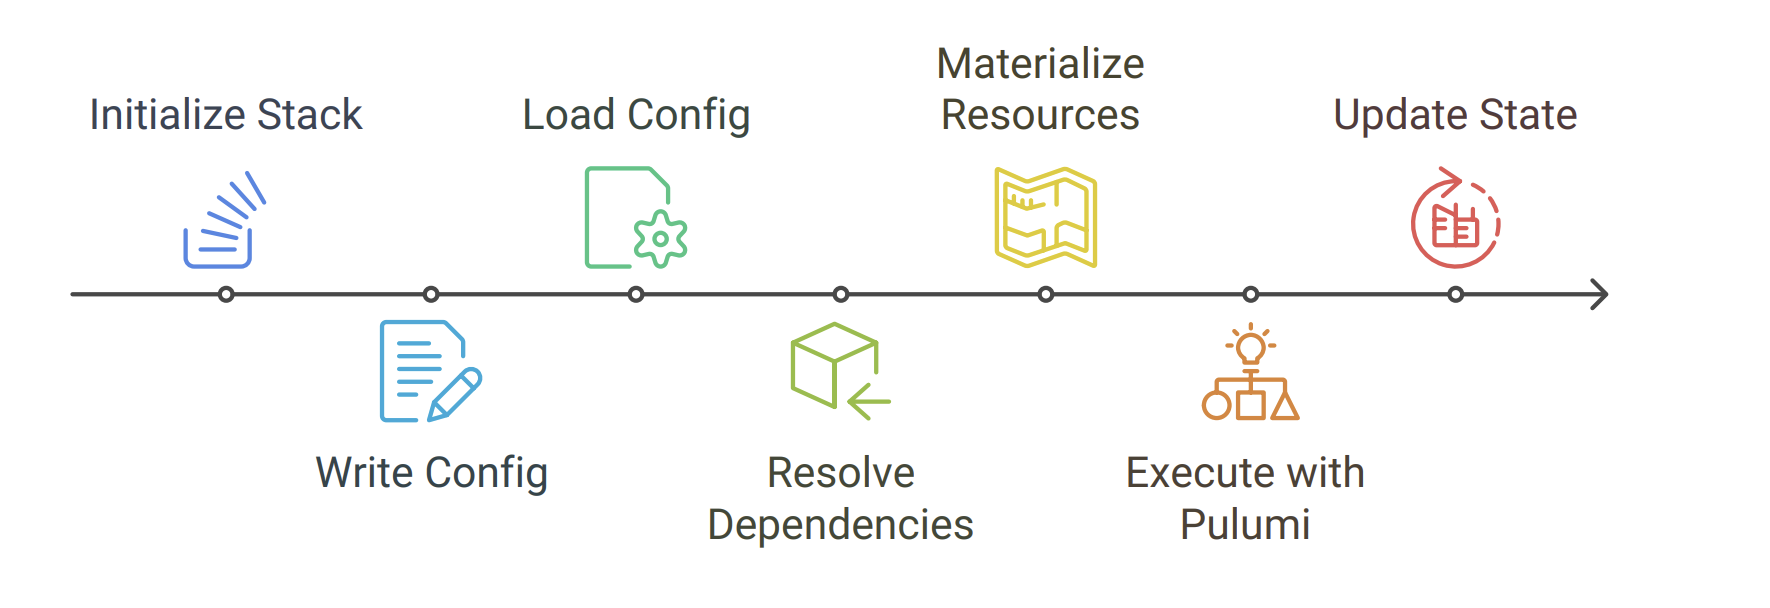 Initialize Stack
Write Config
Load Config
Resolve
Dependencies
Materialize
Resources
Execute with
Pulumi
Update State